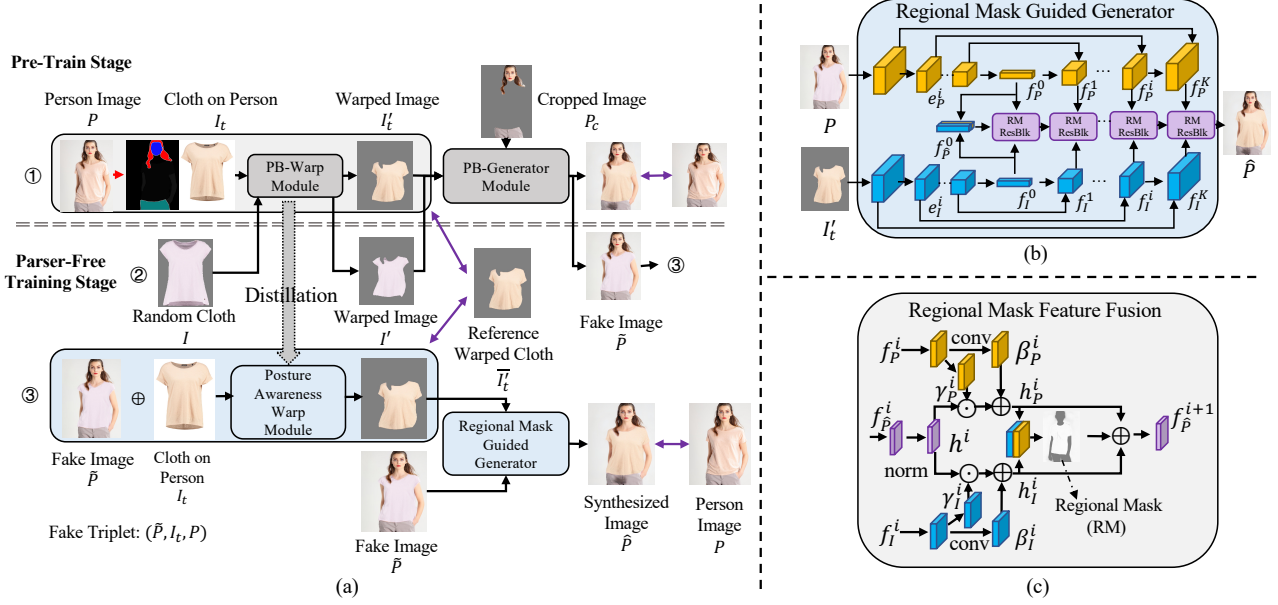 Pre-Train Stage
Person Image
P
Cloth on Person
I_t
Warped Image
I'_t
Cropped Image
P_c
①
PB-Warp
Module
PB-Generator
Module
Parser-Free
Training Stage
②
Random Cloth
I
Distillation
Warped Image
I'
Reference
Warped Cloth
\overline{I'_t}
Fake Image
P̃
③
③
⊕
Posture
Awareness
Warp
Module
Regional Mask
Guided
Generator
Fake Image
P̃
Cloth on
Person
I_t
Fake Image
P̃
Synthesized
Image
P̂
Person
Image
P
Fake Triplet: (P̃, I_t, P)
(a)
Regional Mask Guided Generator
P
I'_t
e_P^i
f_P^0
f_P^1
f_P^i
f_P^K
...
f_P̂^0
RM
ResBlk
RM
ResBlk
RM
ResBlk
RM
ResBlk
P̂
e_I^i
f_I^0
f_I^1
f_I^i
f_I^K
(b)
Regional Mask Feature Fusion
f_P^i
conv
β_P^i
γ_P^i
h_P^i
f_P̂^i
h^i
f_P̂^{i+1}
norm
γ_I^i
h_I^i
Regional Mask
(RM)
f_I^i
conv
β_I^i
(c)